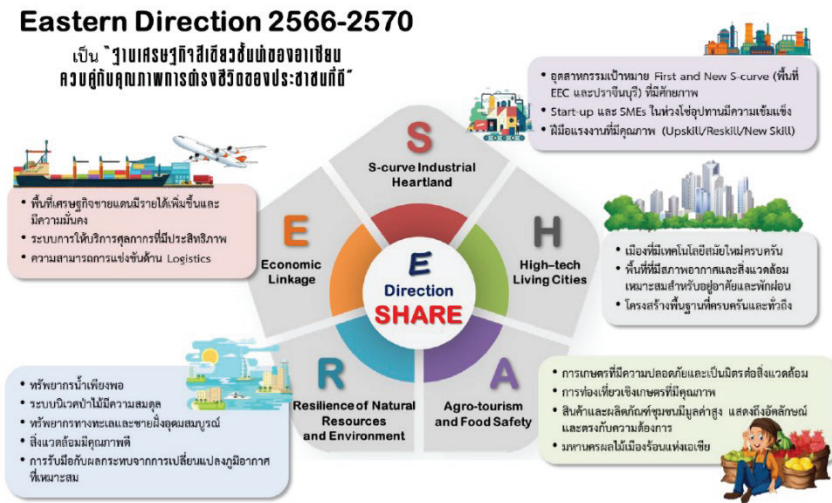 Eastern Direction 2566-2570
เป็น "ฐานเศรษฐกิจสีเขียวชั้นนำของอาเซียน
ควบคู่กับคุณภาพการดำรงชีวิตของประชาชนที่ดี"
• อุตสาหกรรมเป้าหมาย First and New S-curve (พื้นที่
EEC และปราจีนบุรี) ที่มีศักยภาพ
• Start-up และ SMEs ในห่วงโซ่อุปทานมีความเข้มแข็ง
• ฝีมือแรงงานที่มีคุณภาพ (Upskill/Reskill/New Skill)
S
S-curve Industrial
Heartland
• พื้นที่เศรษฐกิจชายแดนมีรายได้เพิ่มขึ้นและ
มีความมั่นคง
• ระบบการให้บริการศุลกากรที่มีประสิทธิภาพ
• ความสามารถการแข่งขันด้าน Logistics
E
Economic
Linkage
E
Direction
SHARE
H
High-tech
Living Cities
• เมืองที่มีเทคโนโลยีสมัยใหม่ครบครัน
• พื้นที่ที่มีสภาพอากาศและสิ่งแวดล้อม
เหมาะสมสำหรับอยู่อาศัยและพักผ่อน
• โครงสร้างพื้นฐานที่ครบครันและทั่วถึง
R
Resilience of Natural
Resources
and Environment
A
Agro-tourism
and Food Safety
• ทรัพยากรน้ำเพียงพอ
• ระบบนิเวศป่าไม้มีความสมดุล
• ทรัพยากรทางทะเลและชายฝั่งอุดมสมบูรณ์
• สิ่งแวดล้อมมีคุณภาพดี
• การรับมือกับผลกระทบจากการเปลี่ยนแปลงภูมิอากาศ
ที่เหมาะสม
• การเกษตรที่มีความปลอดภัยและเป็นมิตรต่อสิ่งแวดล้อม
• การท่องเที่ยวเชิงเกษตรที่มีคุณภาพ
• สินค้าและผลิตภัณฑ์ชุมชนมีมูลค่าสูง แสดงถึงอัตลักษณ์
และตรงกับความต้องการ
• มหานครผลไม้เมืองร้อนแห่งเอเชีย